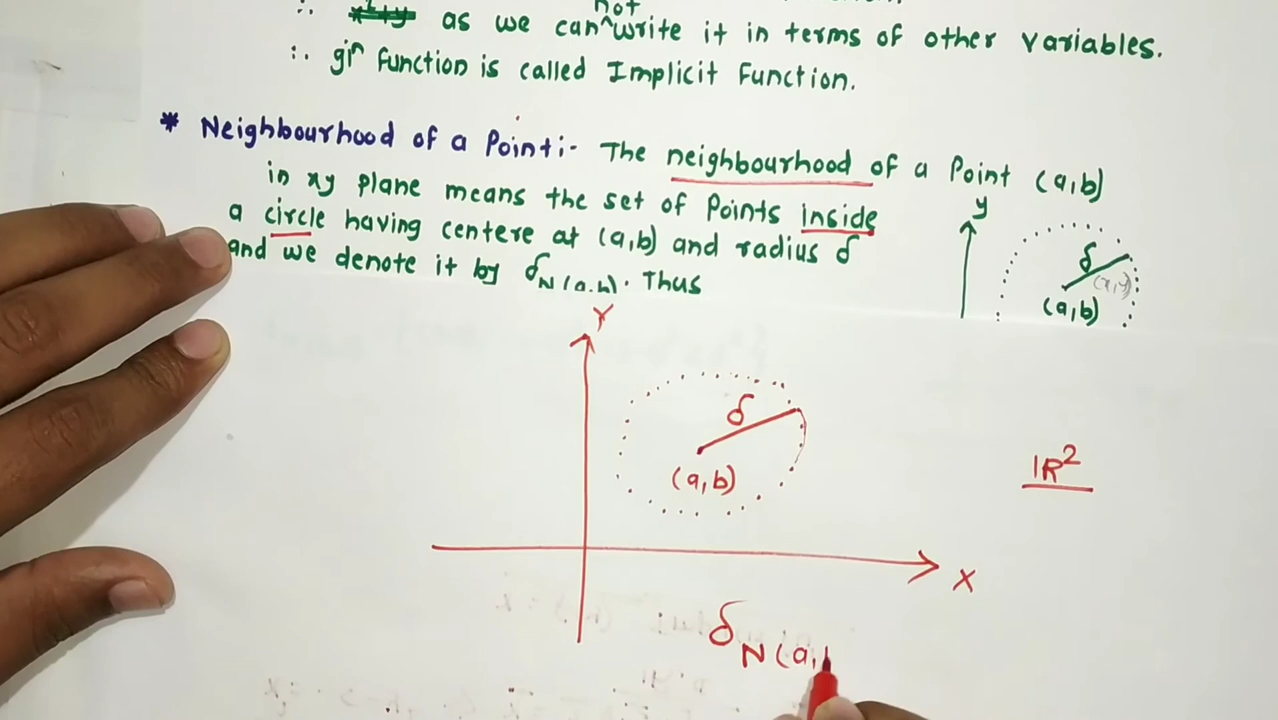 ∴ as we can^not write it in terms of other variables.
∴ giⁿ Function is called Implicit Function.
* Neighbourhood of a Point:- The neighbourhood of a Point (a,b)
in xy plane means the set of Points inside
a circle having centere at (a,b) and radius δ
and we denote it by δN(a,b). Thus
y
δ
(x,y)
(a,b)
Y
δ
(a,b)
IR²
X
δN(a,